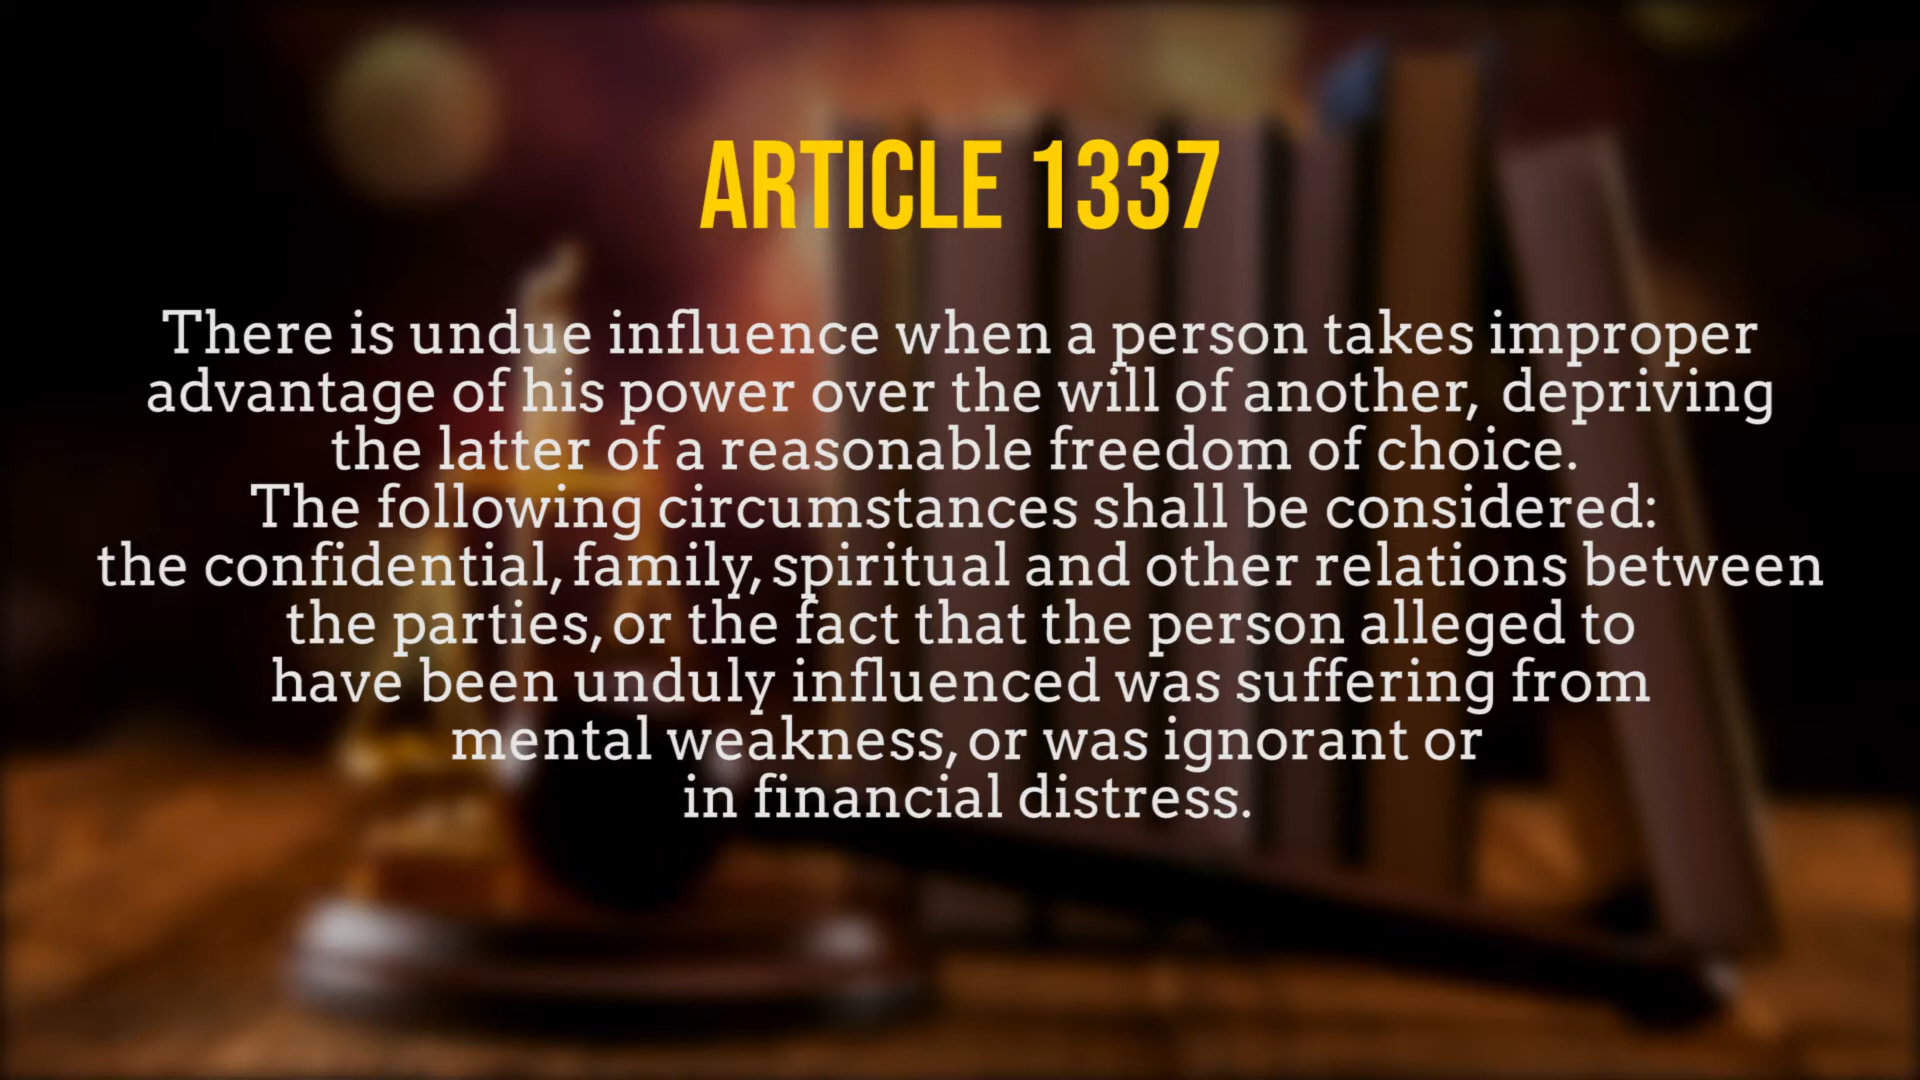 ARTICLE 1337
There is undue influence when a person takes improper
advantage of his power over the will of another, depriving
the latter of a reasonable freedom of choice.
The following circumstances shall be considered:
the confidential, family, spiritual and other relations between
the parties, or the fact that the person alleged to
have been unduly influenced was suffering from
mental weakness, or was ignorant or
in financial distress.